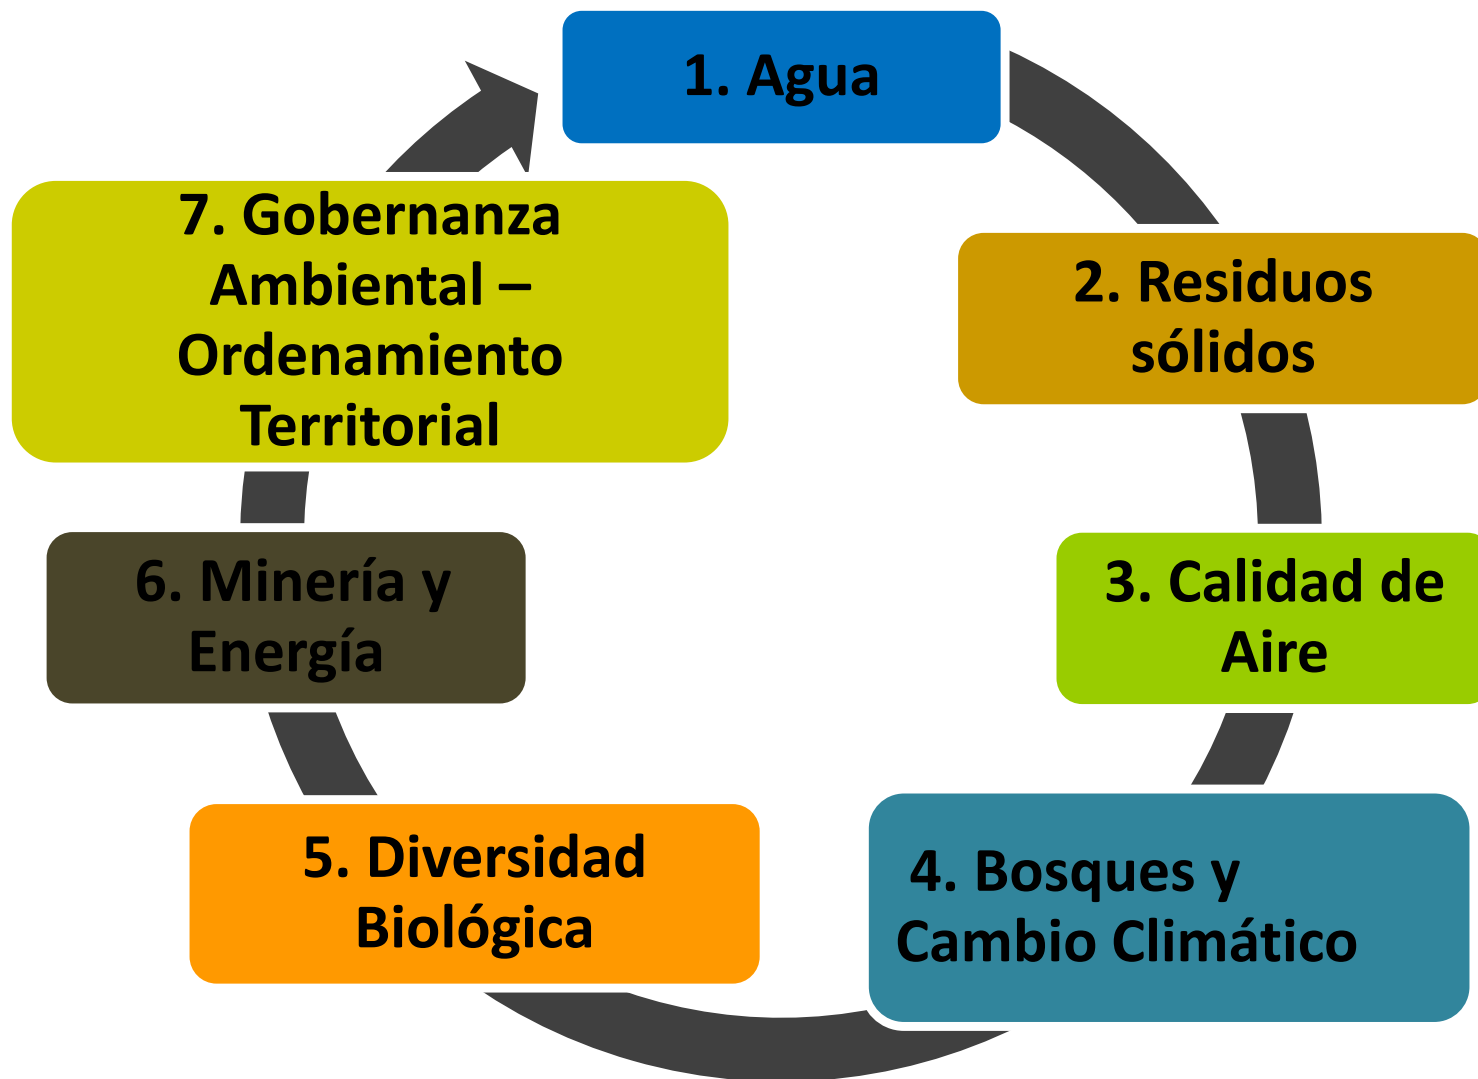 1. Agua
2. Residuos
sólidos
3. Calidad de
Aire
4. Bosques y
Cambio Climático
5. Diversidad
Biológica
6. Minería y
Energía
7. Gobernanza
Ambiental –
Ordenamiento
Territorial